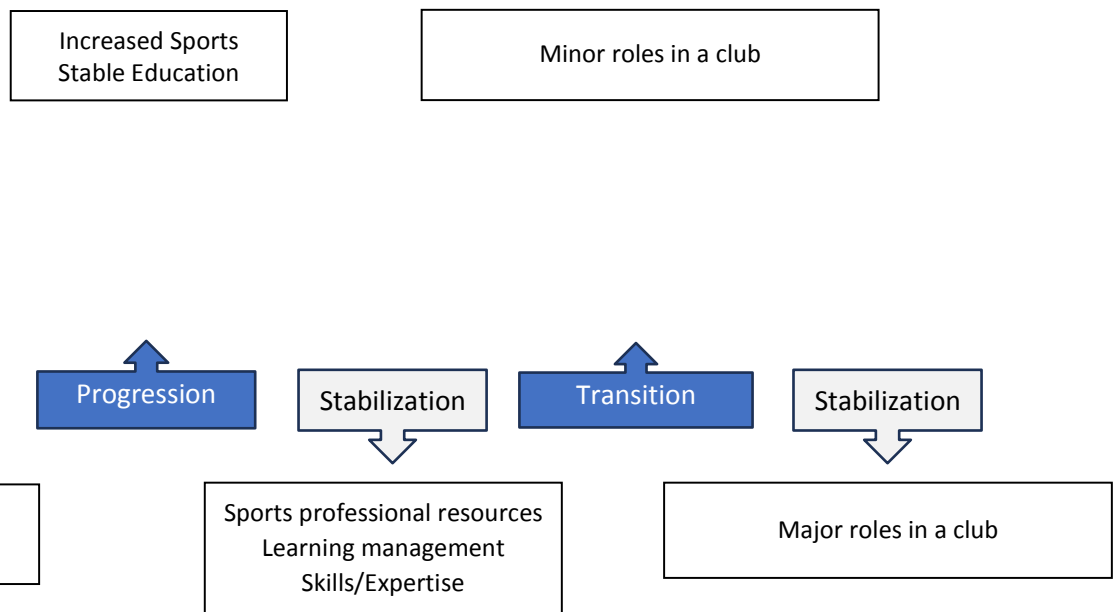 Increased Sports
Stable Education
Minor roles in a club
Progression
Stabilization
Transition
Stabilization
Sports professional resources
Learning management
Skills/Expertise
Major roles in a club